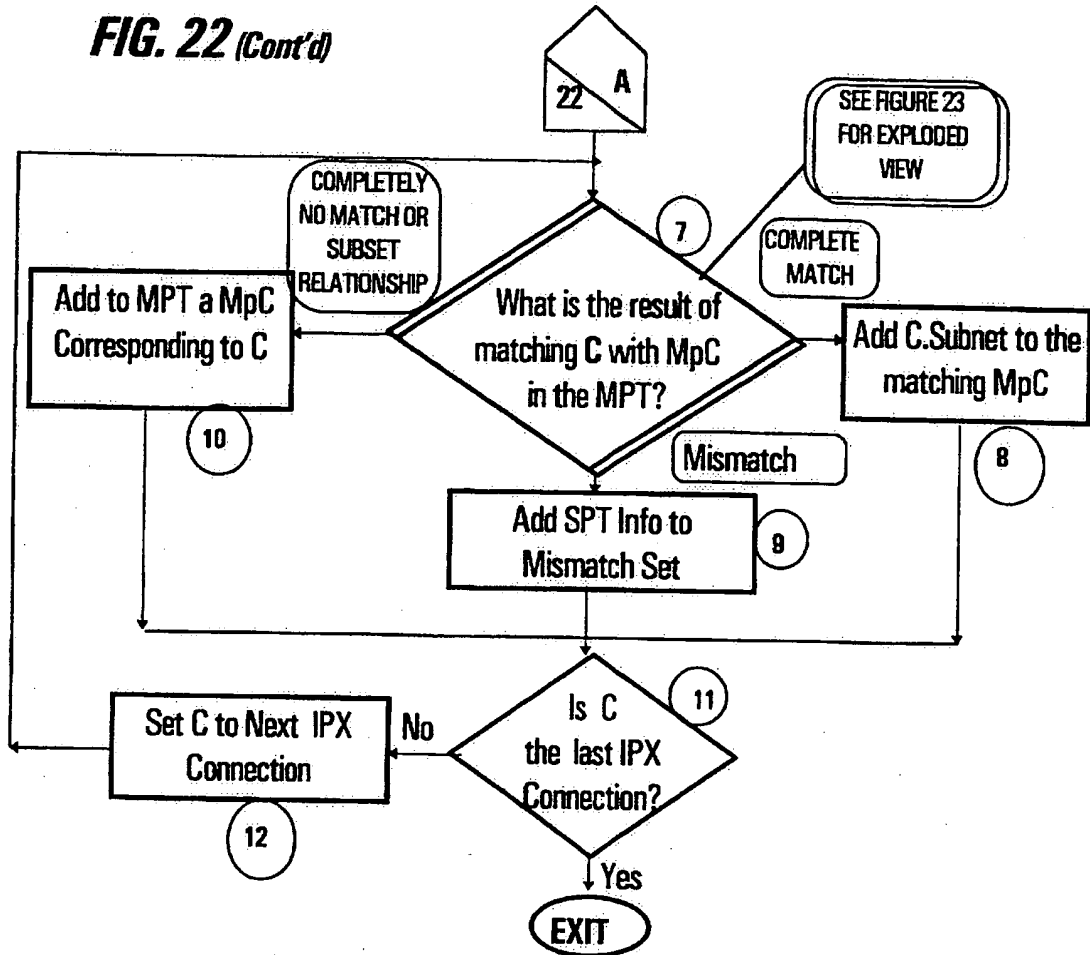 FIG. 22 (Cont'd)
22
A
SEE FIGURE 23
FOR EXPLODED
VIEW
COMPLETELY
NO MATCH OR
SUBSET
RELATIONSHIP
7
COMPLETE
MATCH
Add to MPT a MpC
Corresponding to C
What is the result of
matching C with MpC
in the MPT?
Add C.Subnet to the
matching MpC
10
Mismatch
8
Add SPT Info to
Mismatch Set
9
Is C
the last IPX
Connection?
11
No
Set C to Next IPX
Connection
12
Yes
EXIT